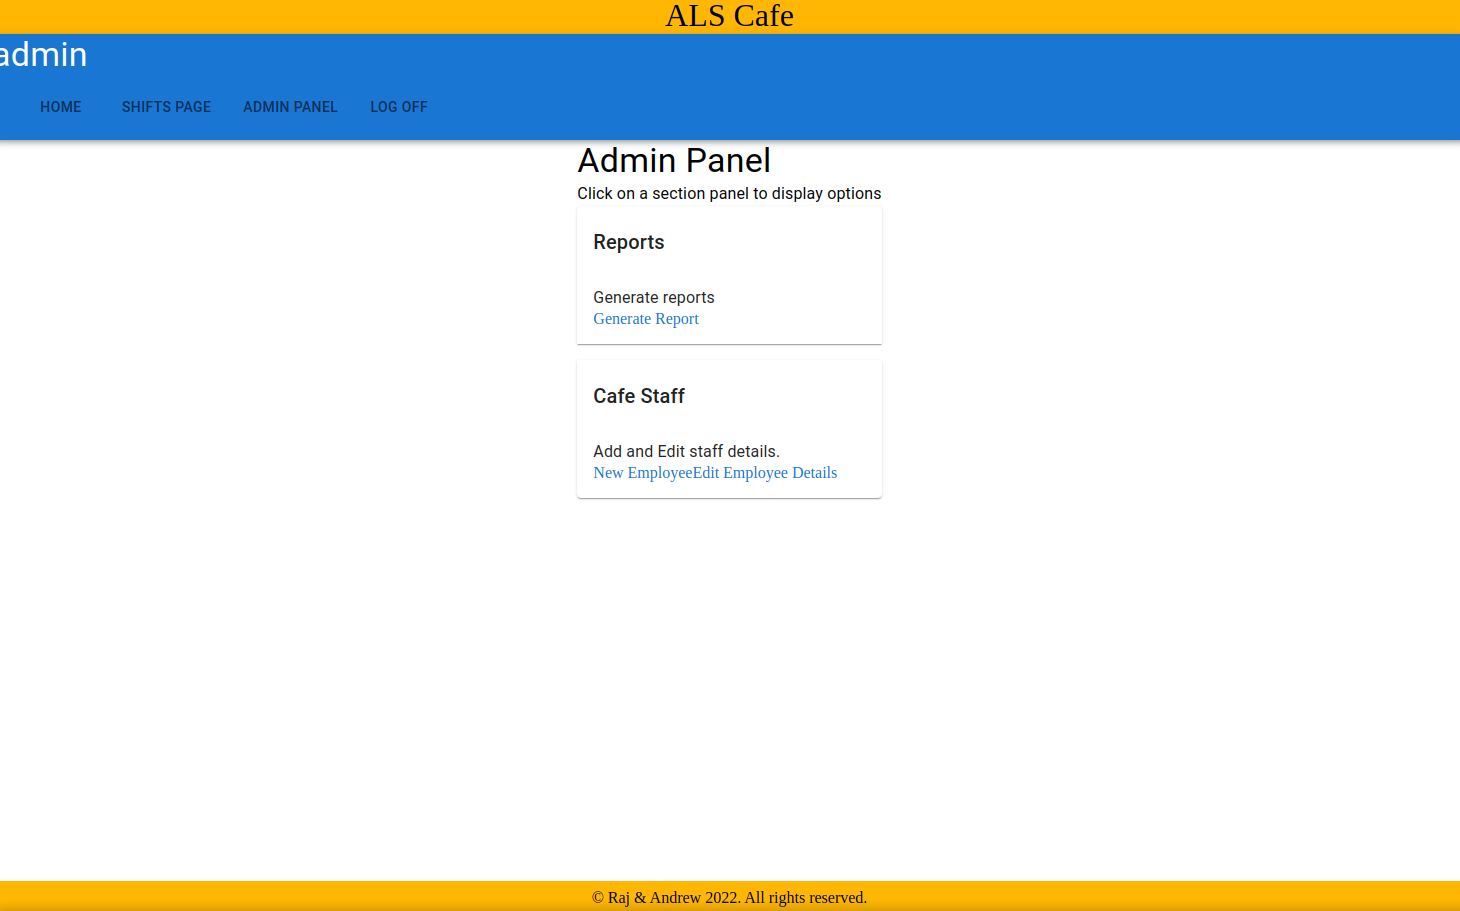 ALS Cafe
admin
HOME SHIFTS PAGE ADMIN PANEL LOG OFF
Admin Panel
Click on a section panel to display options
Reports
Generate reports
Generate Report
Cafe Staff
Add and Edit staff details.
New EmployeeEdit Employee Details
© Raj & Andrew 2022. All rights reserved.